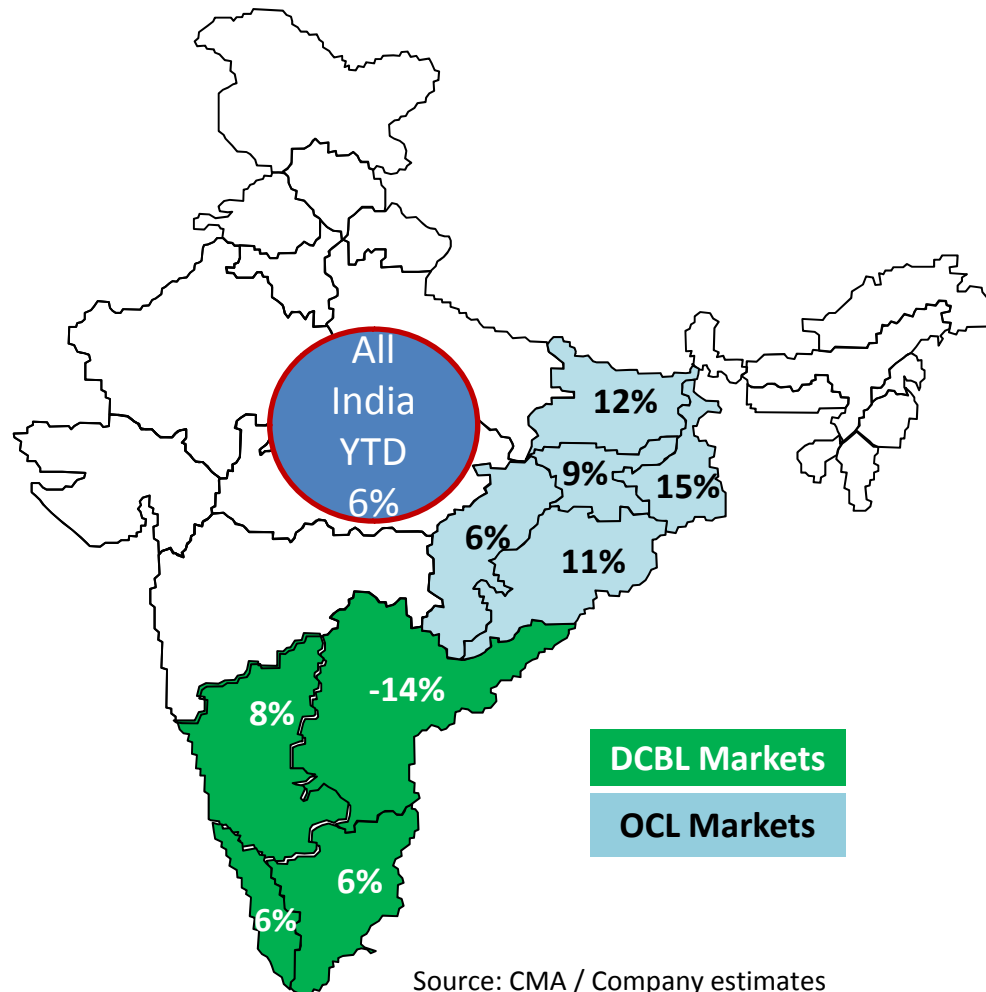 All
India
YTD
6%
12%
9%
15%
6%
11%
-14%
8%
6%
6%
DCBL Markets
OCL Markets
Source: CMA / Company estimates